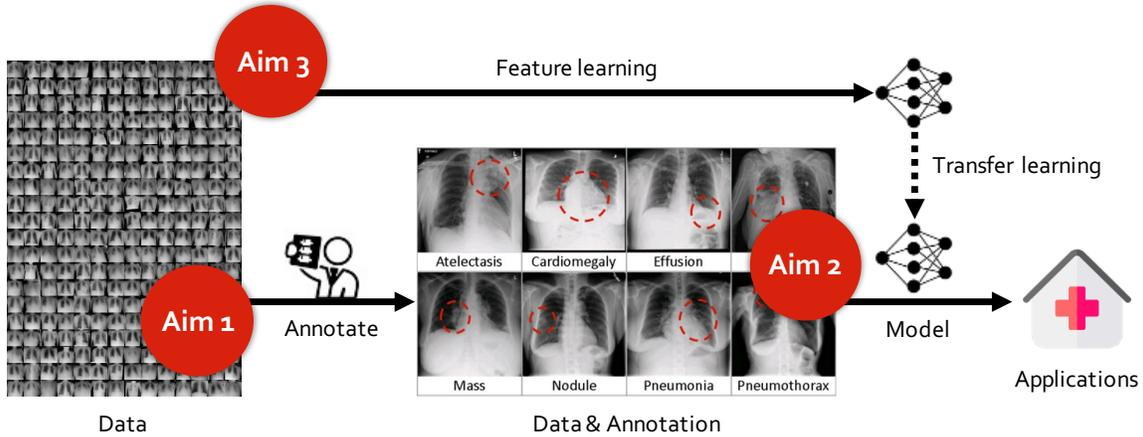 Aim 3
Feature learning
Transfer learning
Atelectasis
Cardiomegaly
Effusion
Aim 2
Aim 1
Annotate
Mass
Nodule
Pneumonia
Pneumothorax
Model
Applications
Data
Data & Annotation